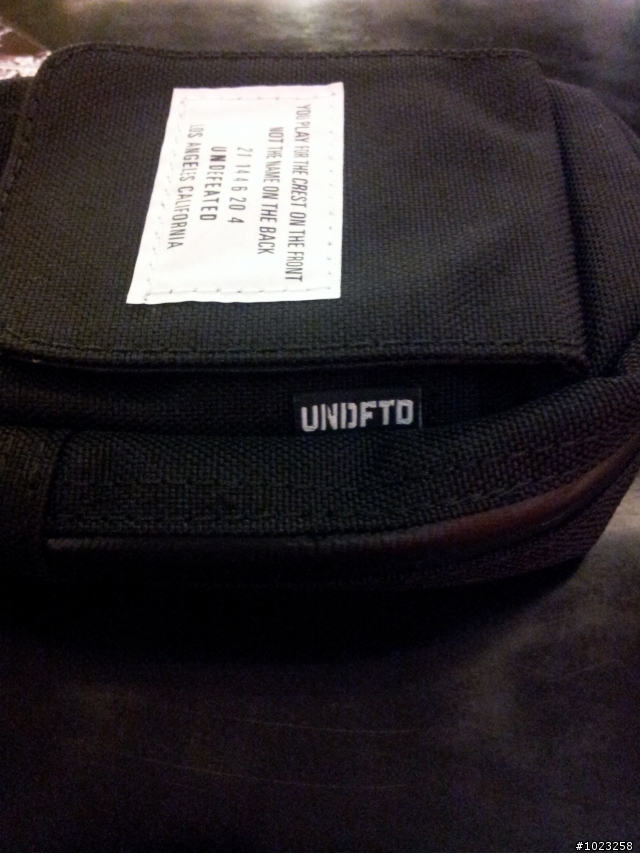 YOU PLAY FOR THE CREST ON THE FRONT
NOT THE NAME ON THE BACK
21 14 4 6 20 4
UNDEFEATED
LOS ANGELES CALIFORNIA
UNDFTD
#1023258